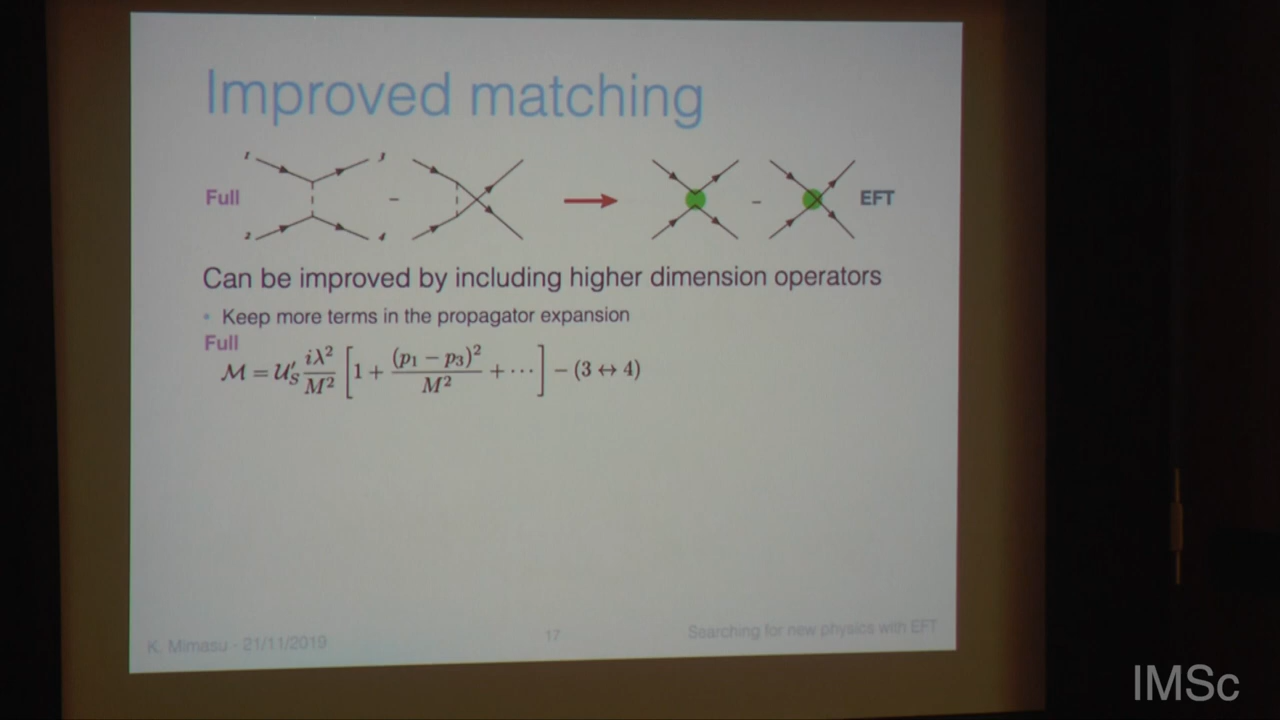 Improved matching
1 3
Full - - EFT
2 4
Can be improved by including higher dimension operators
• Keep more terms in the propagator expansion
Full
ℳ = 𝒰′_S iλ²/M² [1 + (p₁ − p₃)²/M² + ⋯] − (3 ↔ 4)
K. Mimasu - 21/11/2019 17 Searching for new physics with EFT
IMSc